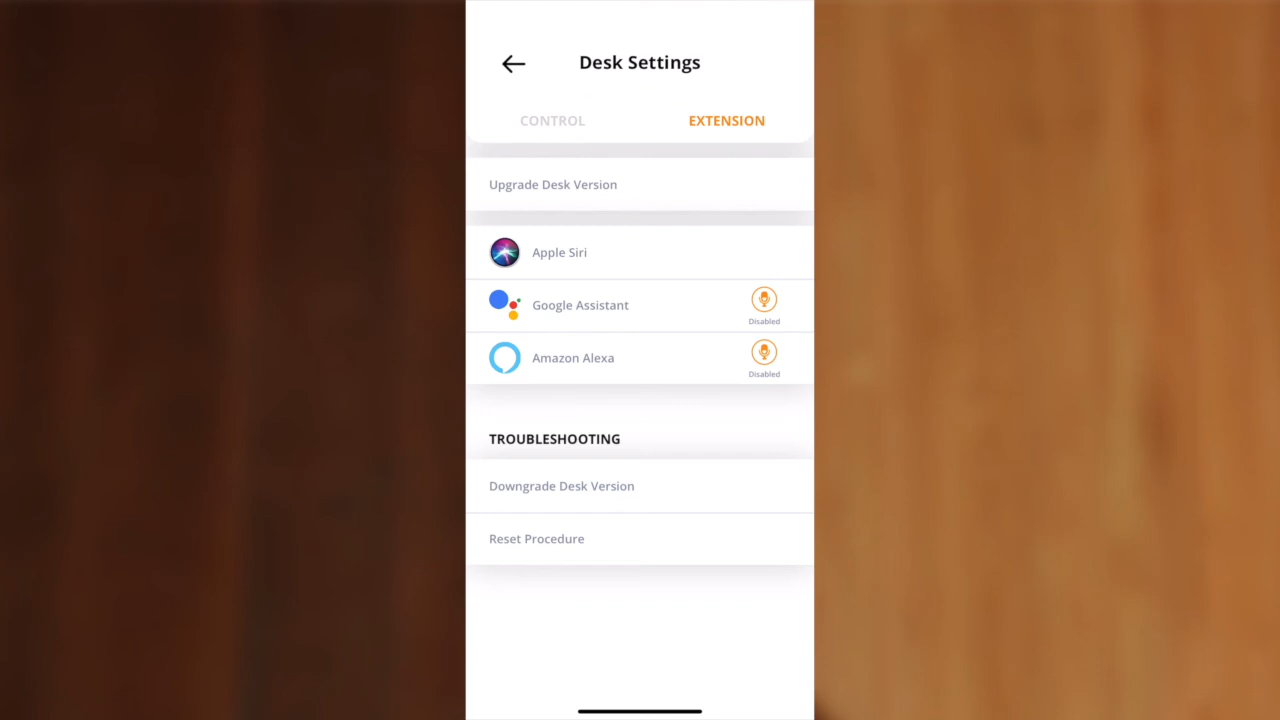 Desk Settings
CONTROL
EXTENSION
Upgrade Desk Version
Apple Siri
Google Assistant
Disabled
Amazon Alexa
Disabled
TROUBLESHOOTING
Downgrade Desk Version
Reset Procedure